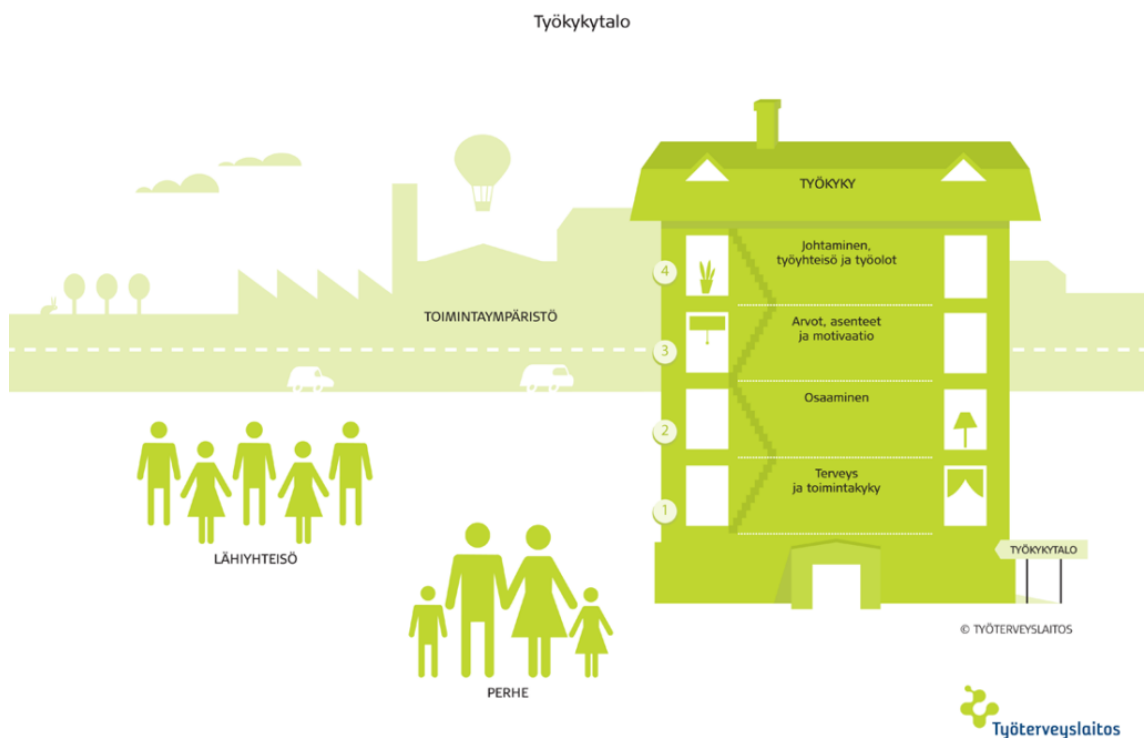 Työkykytalo
TYÖKYKY
4
Johtaminen,
työyhteisö ja työolot
3
Arvot, asenteet
ja motivaatio
2
Osaaminen
1
Terveys
ja toimintakyky
TOIMINTAYMPÄRISTÖ
LÄHIYHTEISÖ
PERHE
TYÖKYKYTALO
© TYÖTERVEYSLAITOS
Työterveyslaitos